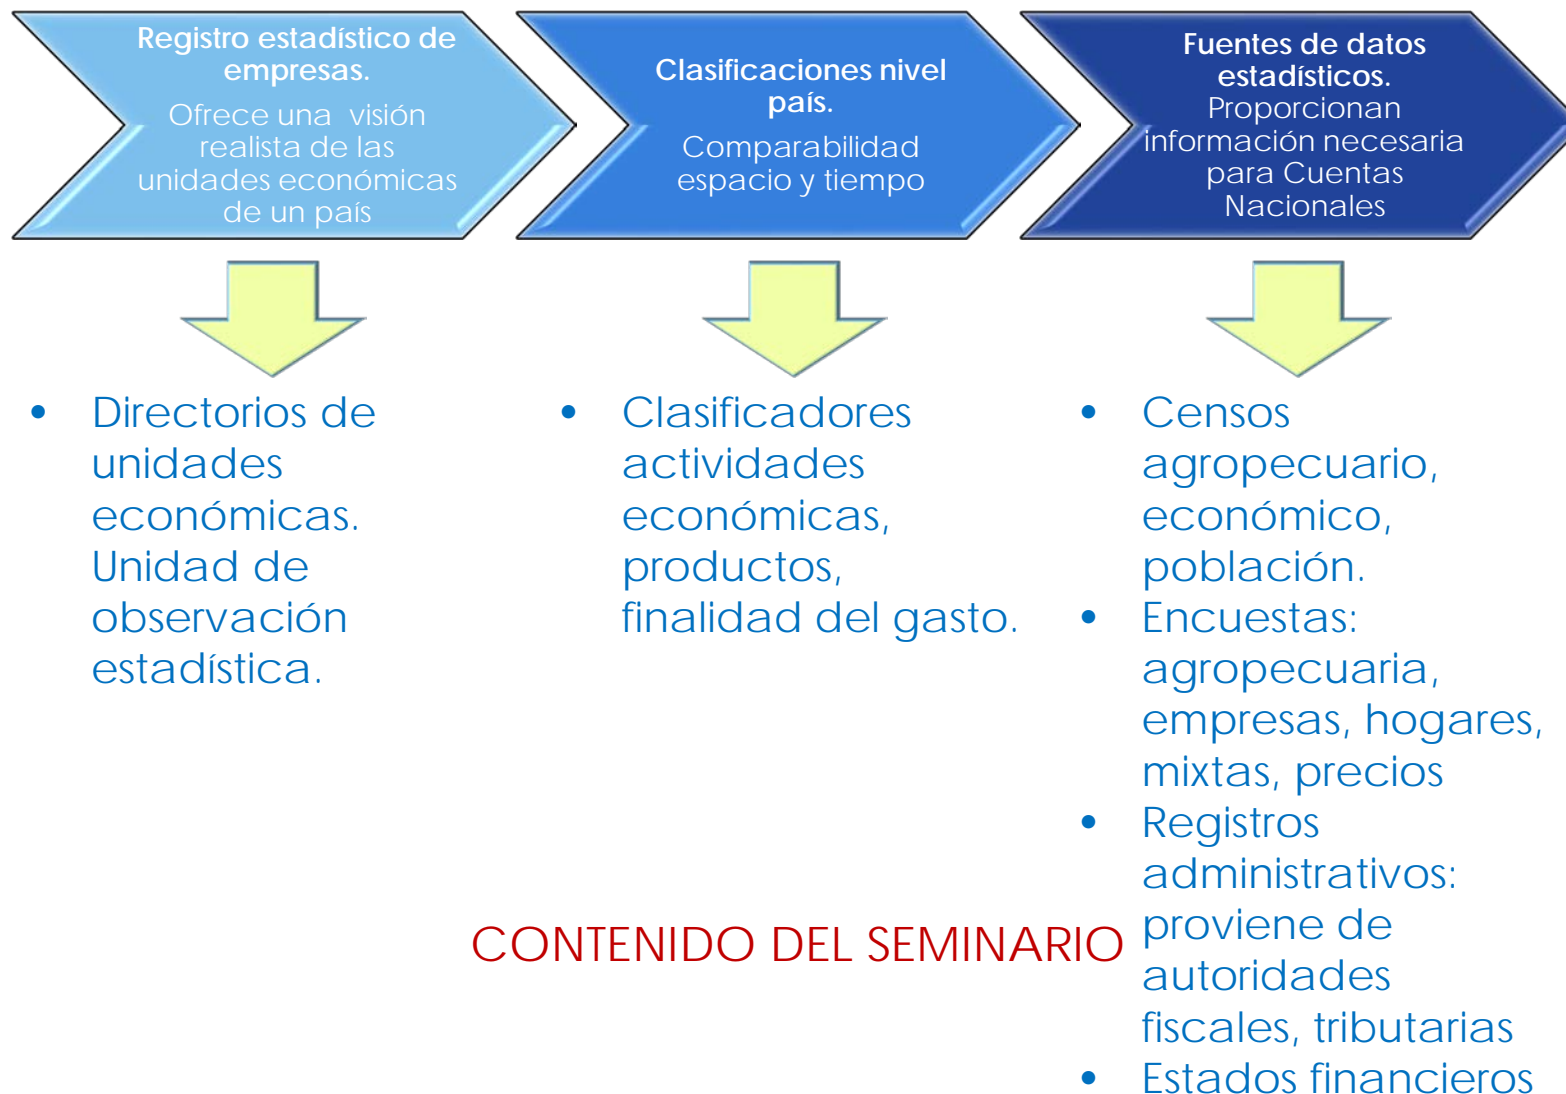 Registro estadístico de
empresas.
Ofrece una visión
realista de las
unidades económicas
de un país
Clasificaciones nivel
país.
Comparabilidad
espacio y tiempo
Fuentes de datos
estadísticos.
Proporcionan
información necesaria
para Cuentas
Nacionales
• Directorios de
unidades
económicas.
Unidad de
observación
estadística.
• Clasificadores
actividades
económicas,
productos,
finalidad del gasto.
• Censos
agropecuario,
económico,
población.
• Encuestas:
agropecuaria,
empresas, hogares,
mixtas, precios
• Registros
administrativos:
proviene de
autoridades
fiscales, tributarias
• Estados financieros
CONTENIDO DEL SEMINARIO